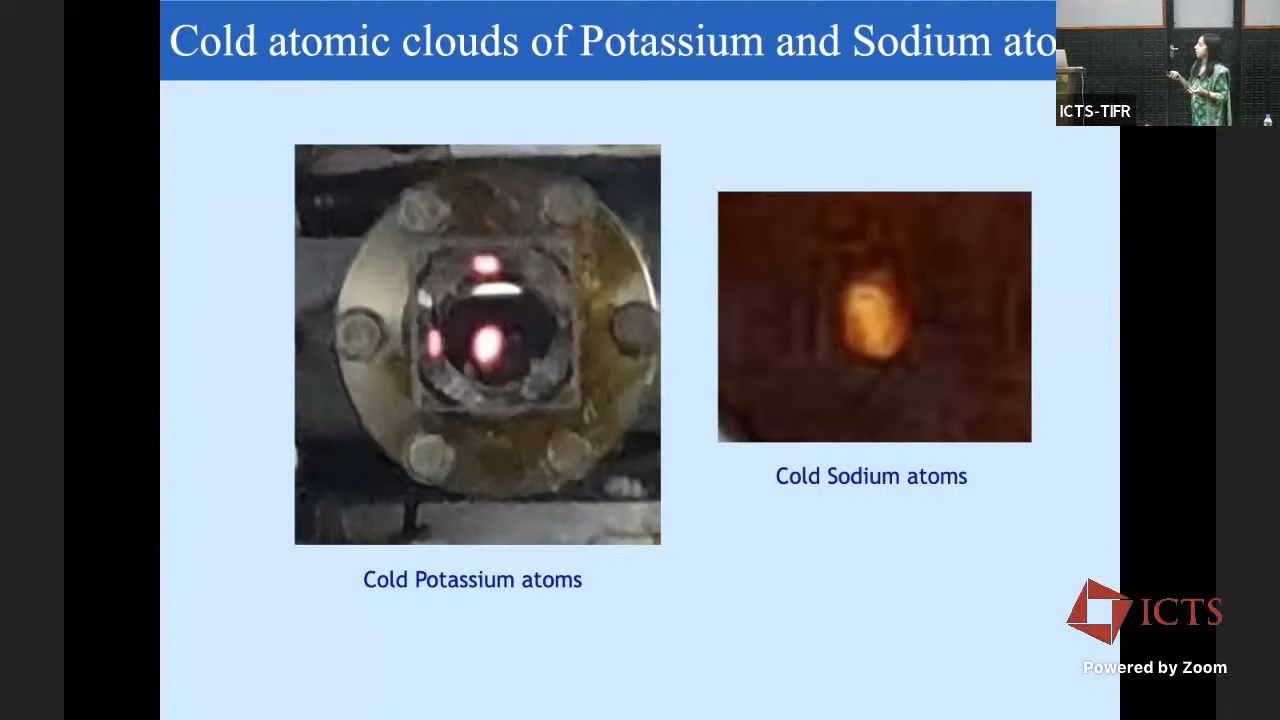 Cold atomic clouds of Potassium and Sodium ato
ICTS-TIFR
Cold Sodium atoms
Cold Potassium atoms
ICTS
Powered by Zoom